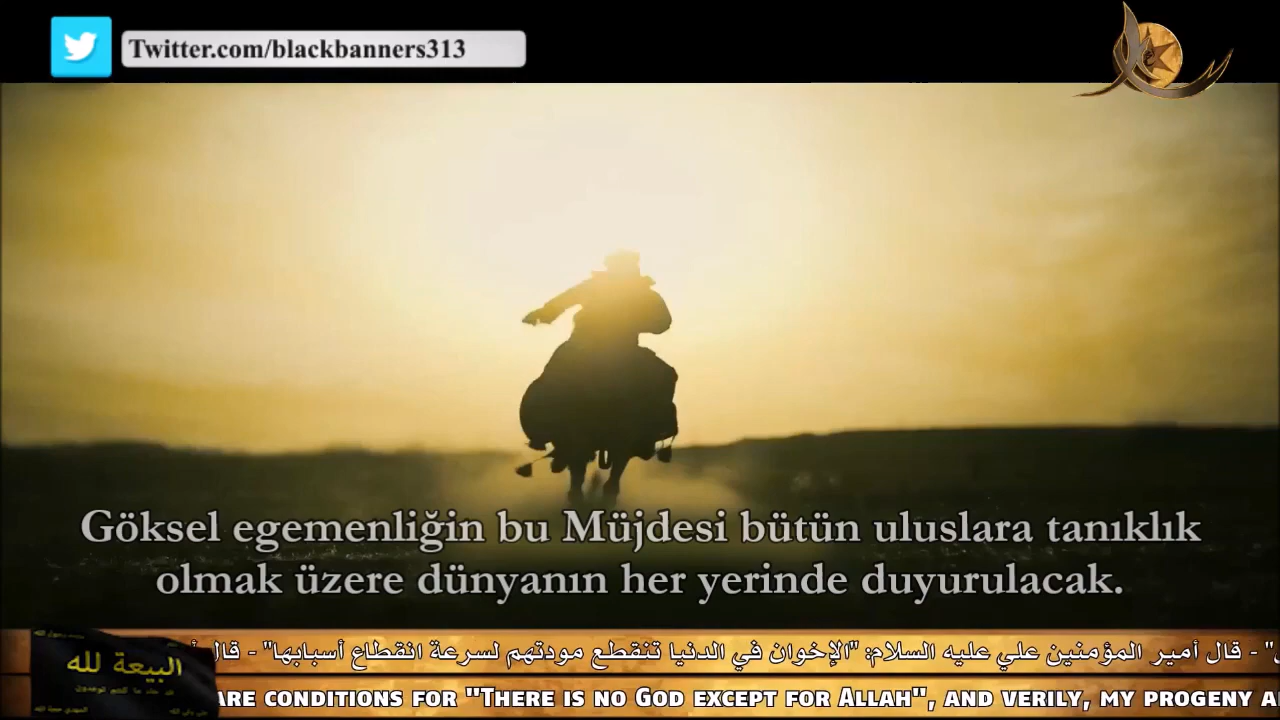 Twitter.com/blackbanners313
Göksel egemenliğin bu Müjdesi bütün uluslara tanıklık
olmak üzere dünyanın her yerinde duyurulacak.
" - قال أمير المؤمنين علي عليه السلام: "الإخوان في الدنيا تنقطع مودتهم لسرعة انقطاع أسبابها" - قال
البيعة لله
ARE CONDITIONS FOR "THERE IS NO GOD EXCEPT FOR ALLAH", AND VERILY, MY PROGENY